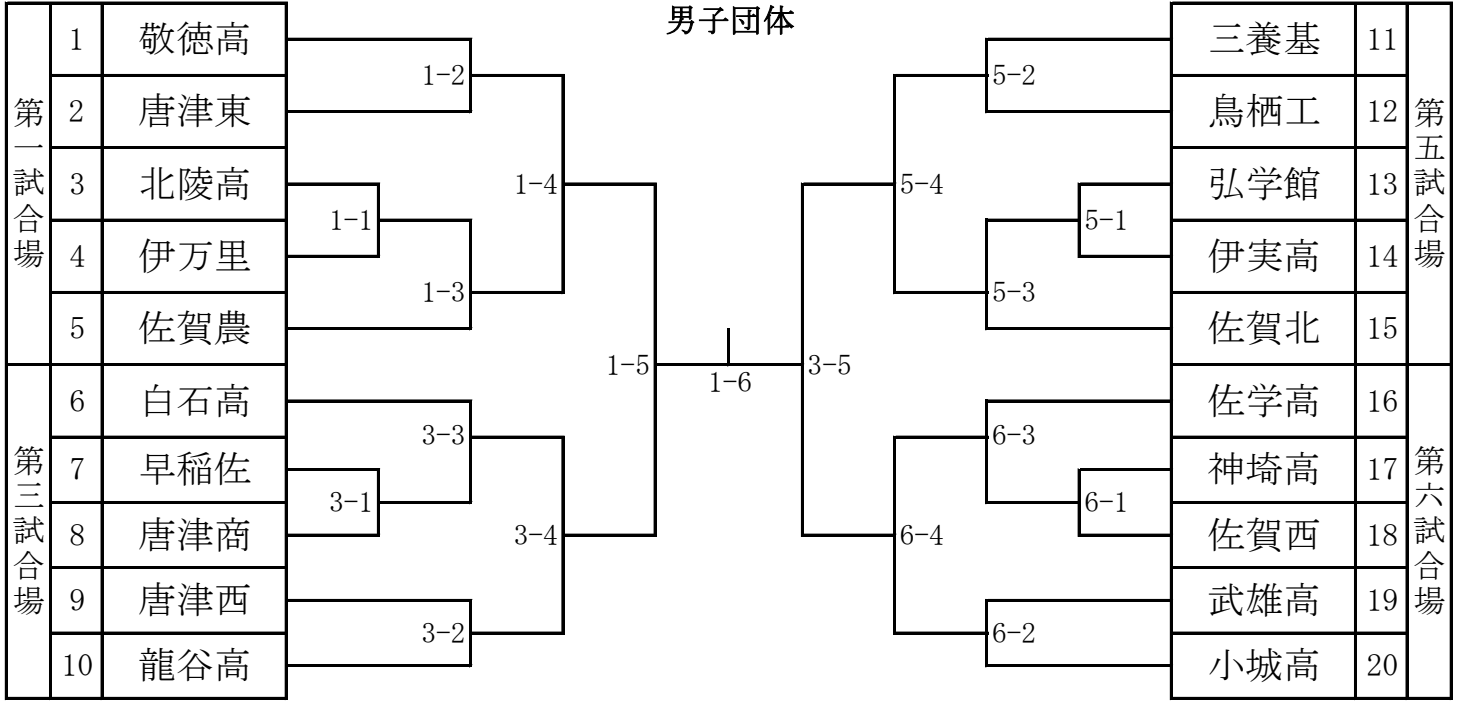 男子団体
第一試合場
1 敬徳高
2 唐津東
3 北陵高
4 伊万里
5 佐賀農
第三試合場
6 白石高
7 早稲佐
8 唐津商
9 唐津西
10 龍谷高
1-2
1-1
1-3
1-4
3-3
3-1
3-2
3-4
1-5
1-6
3-5
5-2
5-1
5-3
5-4
6-3
6-1
6-2
6-4
三養基 11
鳥栖工 12
弘学館 13
伊実高 14
佐賀北 15
第五試合場
佐学高 16
神埼高 17
佐賀西 18
武雄高 19
小城高 20
第六試合場